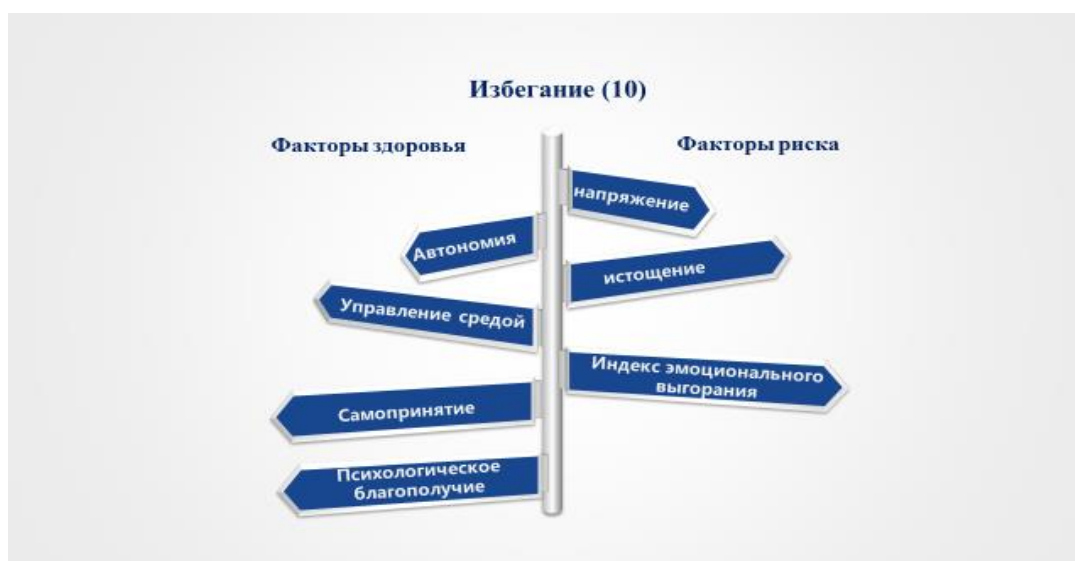 Избегание (10)
Факторы здоровья
Факторы риска
напряжение
Автономия
истощение
Управление средой
Индекс эмоционального
выгорания
Самопринятие
Психологическое
благополучие